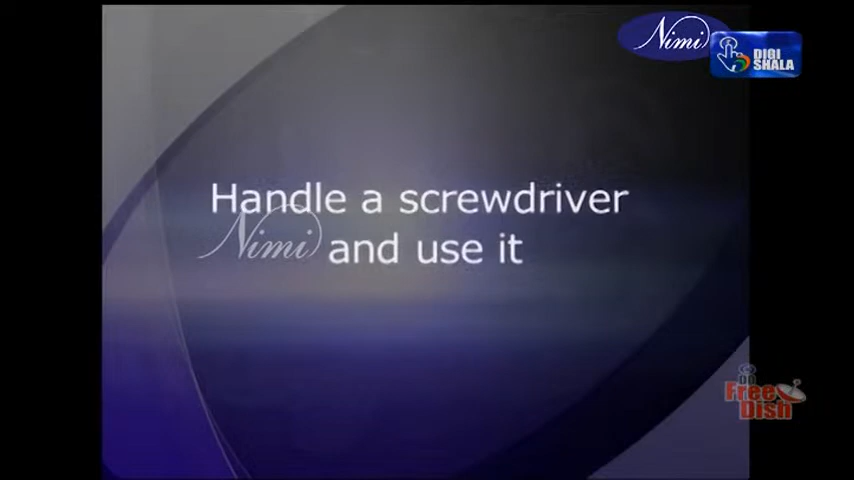 Nimi
DIGI
SHALA
Handle a screwdriver
Nimi
and use it
DD
Free
Dish